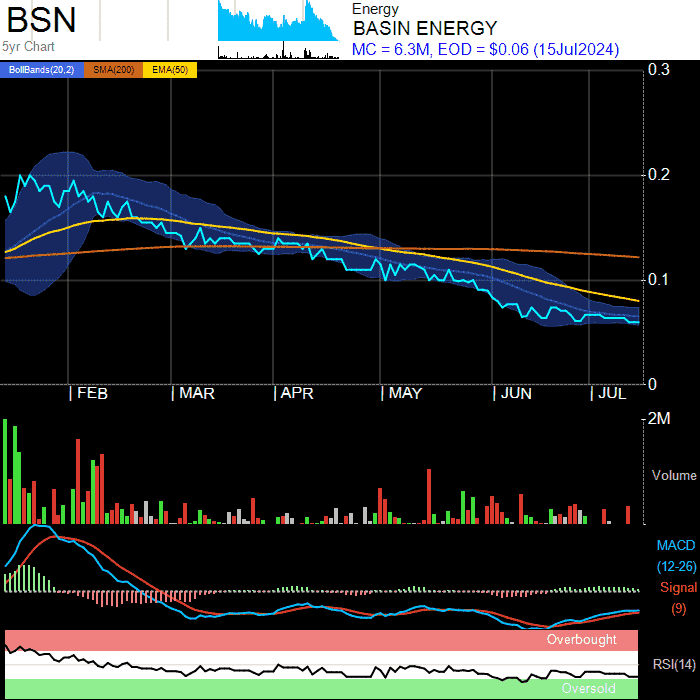 BSN
5yr Chart
Energy
BASIN ENERGY
MC = 6.3M, EOD = $0.06 (15Jul2024)
BollBands(20,2) SMA(200) EMA(50)
0.3
0.2
0.1
0
FEB MAR APR MAY JUN JUL
2M
Volume
MACD
(12-26)
Signal
(9)
Overbought
RSI(14)
Oversold